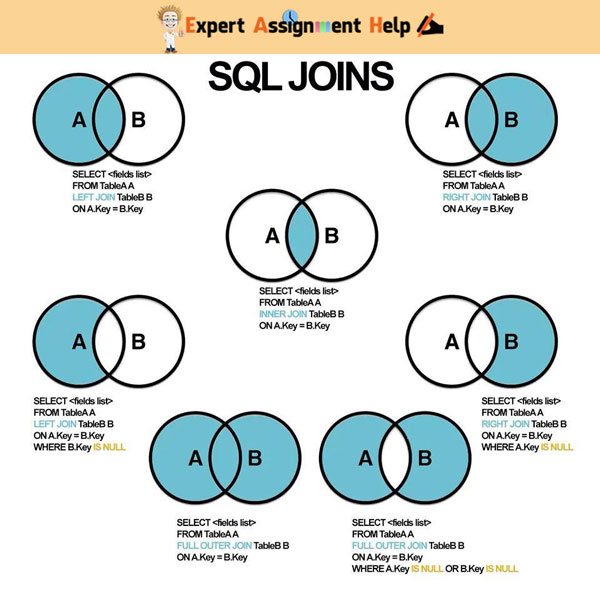 Expert Assignment Help
SQL JOINS
A B
SELECT <fields list>
FROM TableA A
LEFT JOIN TableB B
ON A.Key = B.Key
A B
SELECT <fields list>
FROM TableA A
RIGHT JOIN TableB B
ON A.Key = B.Key
A B
SELECT <fields list>
FROM TableA A
INNER JOIN TableB B
ON A.Key = B.Key
A B
SELECT <fields list>
FROM TableA A
LEFT JOIN TableB B
ON A.Key = B.Key
WHERE B.Key IS NULL
A B
SELECT <fields list>
FROM TableA A
RIGHT JOIN TableB B
ON A.Key = B.Key
WHERE A.Key IS NULL
A B
SELECT <fields list>
FROM TableA A
FULL OUTER JOIN TableB B
ON A.Key = B.Key
A B
SELECT <fields list>
FROM TableA A
FULL OUTER JOIN TableB B
ON A.Key = B.Key
WHERE A.Key IS NULL OR B.Key IS NULL